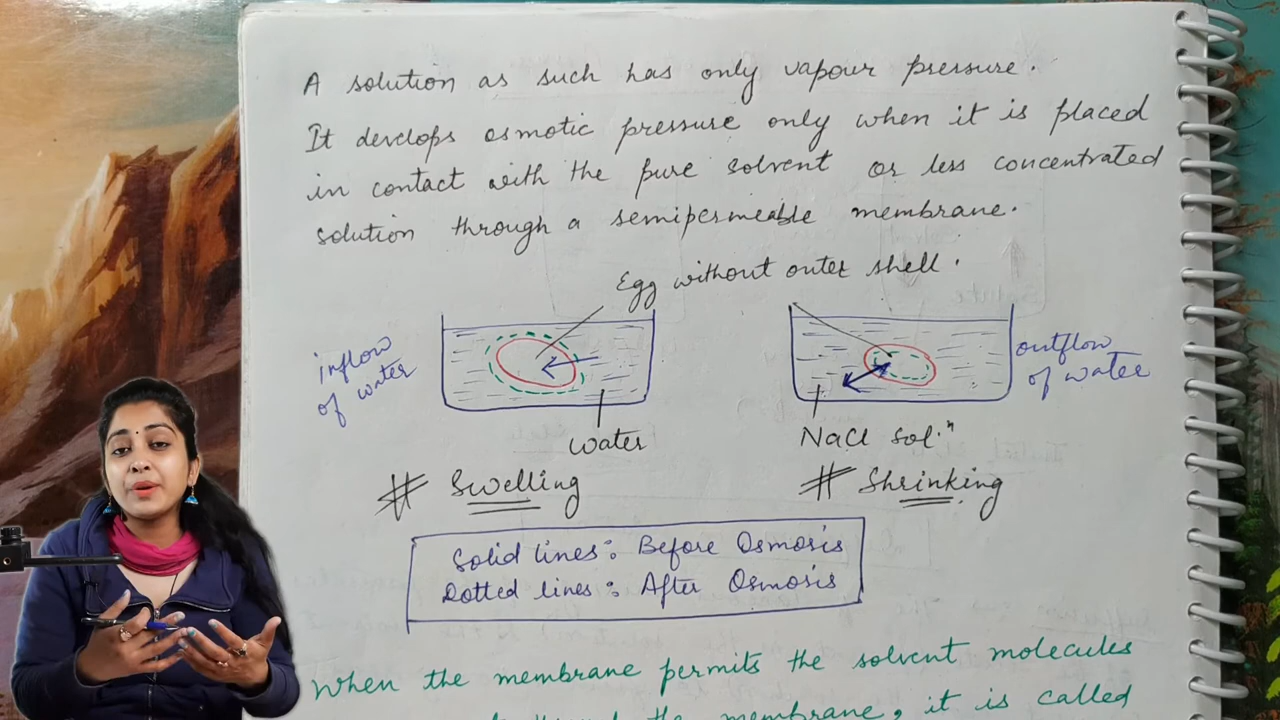 A solution as such has only vapour pressure.
It develops osmotic pressure only when it is placed
in contact with the pure solvent or less concentrated
solution through a semipermeable membrane.
Egg without outer shell.
inflow
of water
outflow
of water
water
NaCl sol.n
# Swelling
# Shrinking
Solid lines: Before Osmosis
Dotted lines: After Osmosis
When the membrane permits the solvent molecules
the membrane, it is called